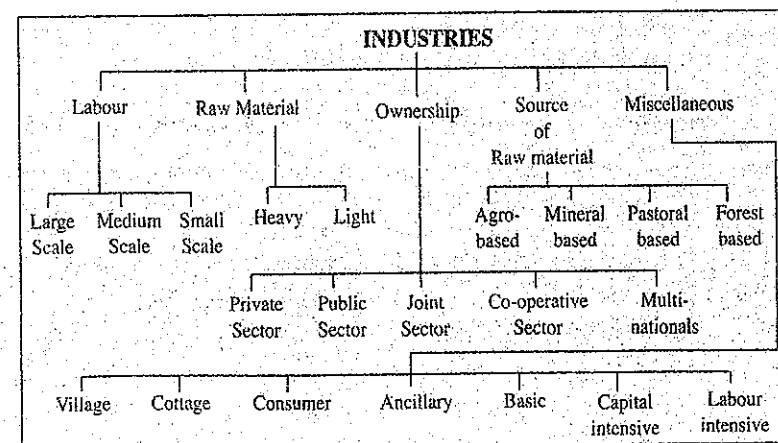 INDUSTRIES
Labour Raw Material Ownership Source Miscellaneous
of
Raw material
Large Medium Small Heavy Light Agro- Mineral Pastoral Forest
Scale Scale Scale based based based based
Private Public Joint Co-operative Multi-
Sector Sector Sector Sector nationals
Village Cottage Consumer Ancillary Basic Capital Labour
intensive intensive